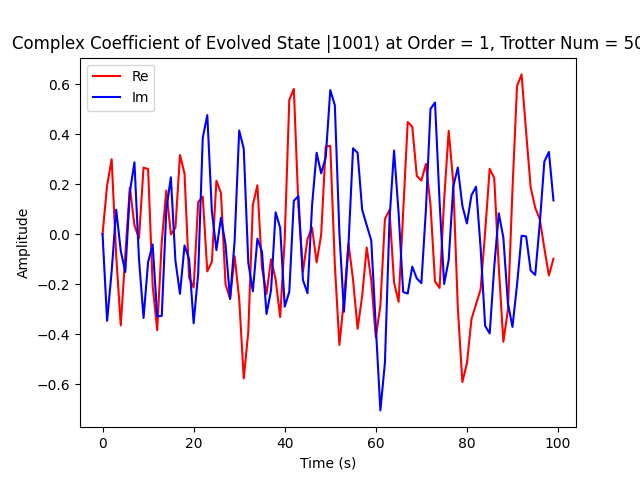 Complex Coefficient of Evolved State |1001⟩ at Order = 1, Trotter Num = 50
Re
Im
0.6
0.4
0.2
0.0
−0.2
−0.4
−0.6
Amplitude
0 20 40 60 80 100
Time (s)